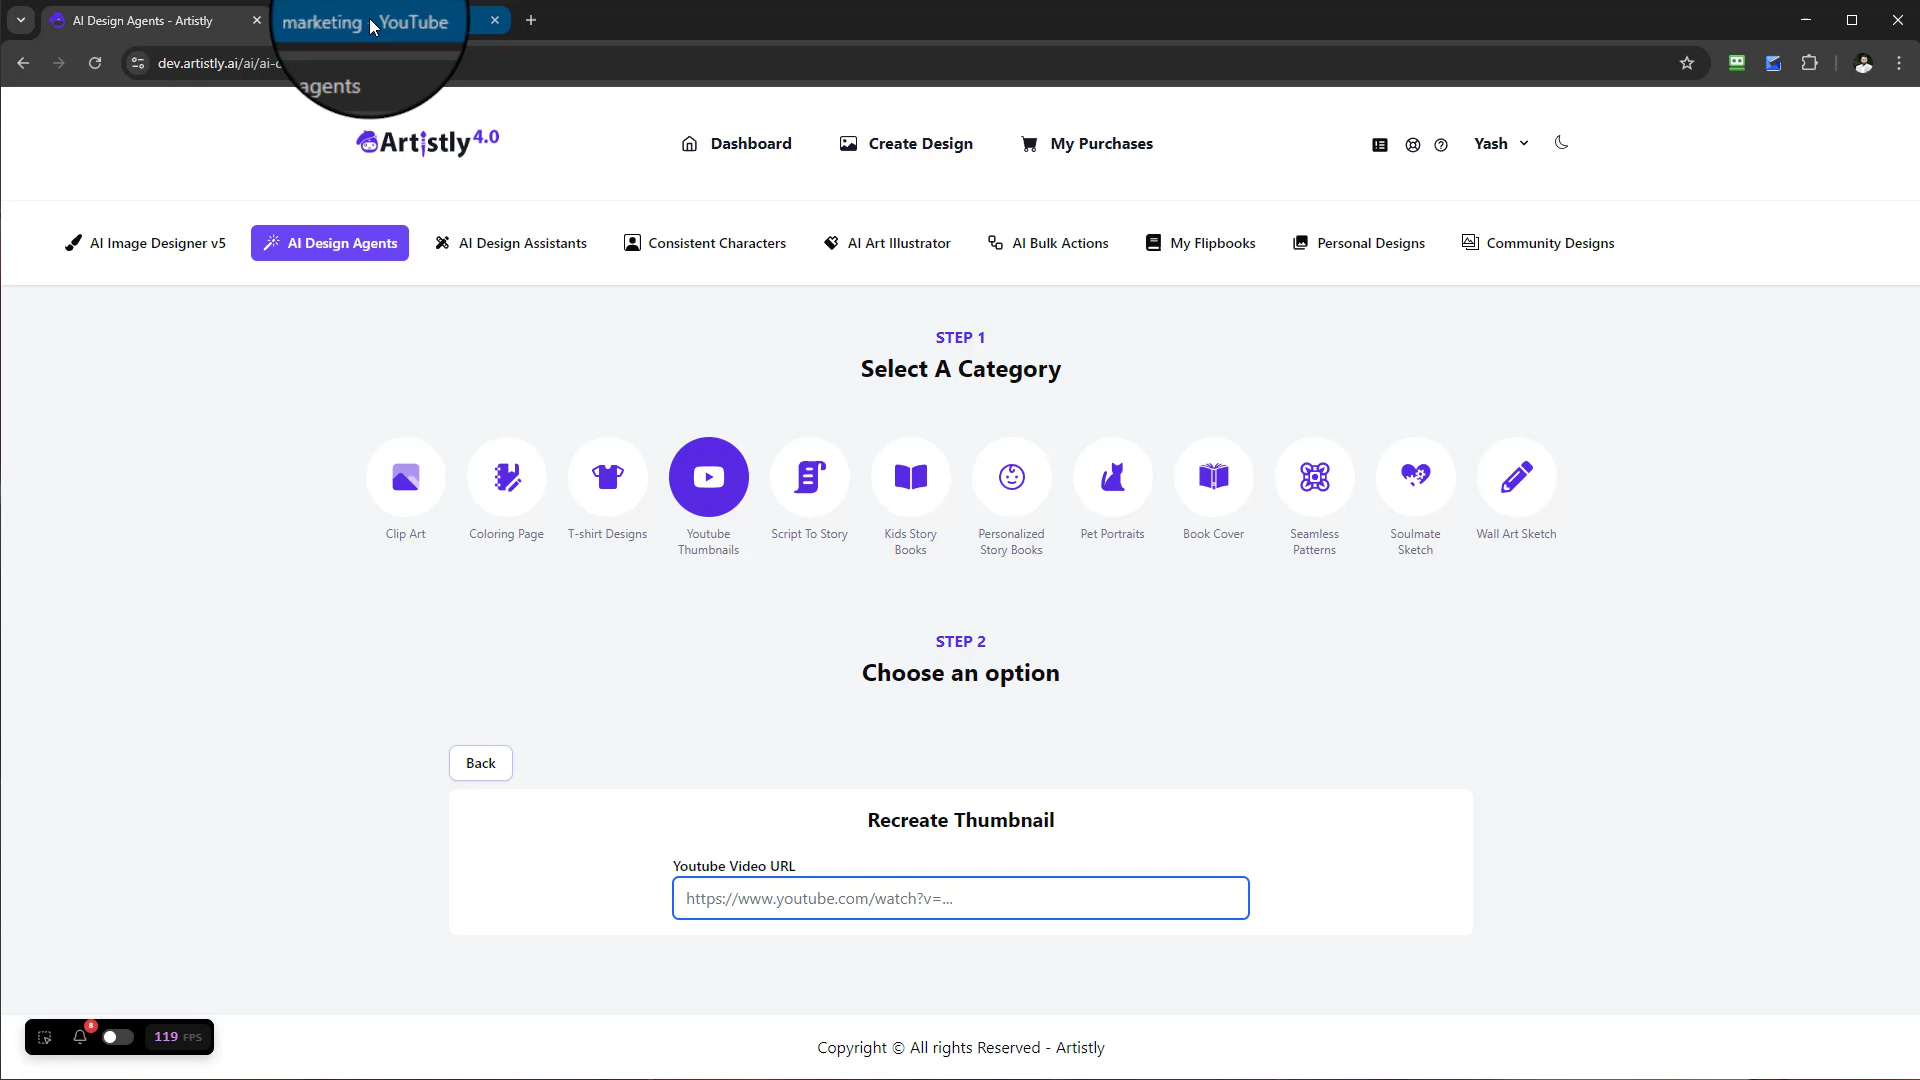 AI Design Agents - Artistly
marketing - YouTube
dev.artistly.ai/ai/ai-
agents
Artistly 4.0
Dashboard
Create Design
My Purchases
Yash
AI Image Designer v5
AI Design Agents
AI Design Assistants
Consistent Characters
AI Art Illustrator
AI Bulk Actions
My Flipbooks
Personal Designs
Community Designs
STEP 1
Select A Category
Clip Art
Coloring Page
T-shirt Designs
Youtube
Thumbnails
Script To Story
Kids Story
Books
Personalized
Story Books
Pet Portraits
Book Cover
Seamless
Patterns
Soulmate
Sketch
Wall Art Sketch
STEP 2
Choose an option
Back
Recreate Thumbnail
Youtube Video URL
https://www.youtube.com/watch?v=...
8
119 FPS
Copyright © All rights Reserved - Artistly